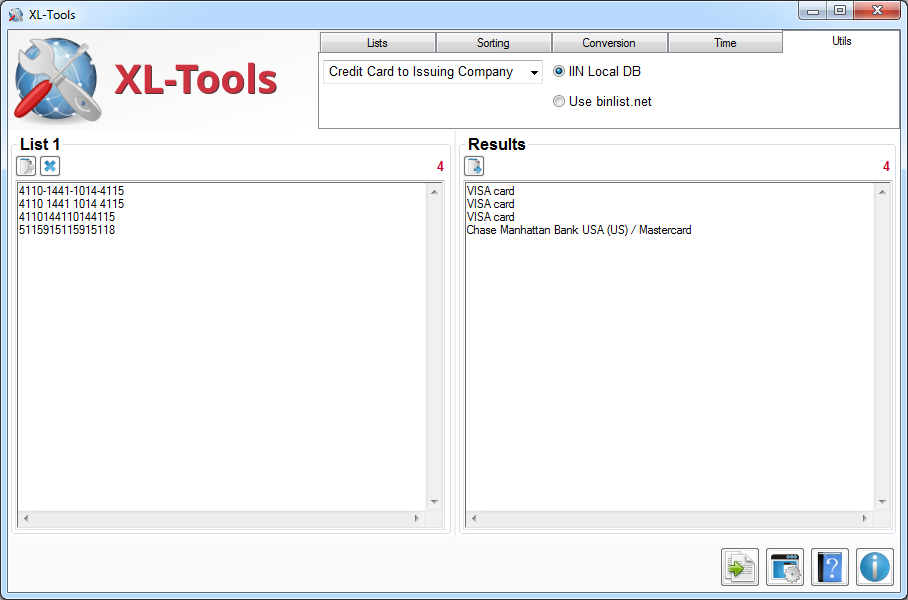 XL-Tools
XL-Tools
Lists
Sorting
Conversion
Time
Utils
Credit Card to Issuing Company
IIN Local DB
Use binlist.net
List 1
4
4110-1441-1014-4115
4110 1441 1014 4115
4110144110144115
5115915115915118
Results
4
VISA card
VISA card
VISA card
Chase Manhattan Bank USA (US) / Mastercard